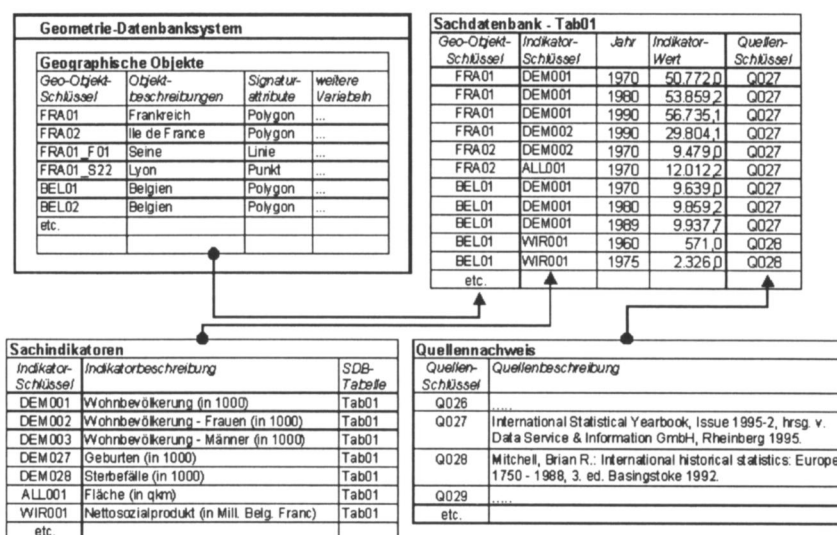 Geometrie-Datenbanksystem
Geographische Objekte
Geo-Objekt-Schlüssel Objekt-beschreibungen Signatur-attribute weitere Variabeln
FRA01 Frankreich Polygon ...
FRA02 Ile de France Polygon ...
FRA01_F01 Seine Linie ...
FRA01_S22 Lyon Punkt ...
BEL01 Belgien Polygon ...
BEL02 Belgien Polygon ...
etc.
Sachdatenbank - Tab01
Geo-Objekt-Schlüssel Indikator-Schlüssel Jahr Indikator-Wert Quellen-Schlüssel
FRA01 DEM001 1970 50.772,0 Q027
FRA01 DEM001 1980 53.859,2 Q027
FRA01 DEM001 1990 56.735,1 Q027
FRA01 DEM002 1990 29.804,1 Q027
FRA02 DEM002 1970 9.479,0 Q027
FRA02 ALL001 1970 12.012,2 Q027
BEL01 DEM001 1970 9.639,0 Q027
BEL01 DEM001 1980 9.859,2 Q027
BEL01 DEM001 1989 9.937,7 Q027
BEL01 WIR001 1960 571,0 Q028
BEL01 WIR001 1975 2.326,0 Q028
etc.
Sachindikatoren
Indikator-Schlüssel Indikatorbeschreibung SDB-Tabelle
DEM001 Wohnbevölkerung (in 1000) Tab01
DEM002 Wohnbevölkerung - Frauen (in 1000) Tab01
DEM003 Wohnbevölkerung - Männer (in 1000) Tab01
DEM027 Geburten (in 1000) Tab01
DEM028 Sterbefälle (in 1000) Tab01
ALL001 Fläche (in qkm) Tab01
WIR001 Nettosozialprodukt (in Mill. Belg. Franc) Tab01
etc.
Quellennachweis
Quellen-Schlüssel Quellenbeschreibung
Q026 .....
Q027 International Statistical Yearbook, Issue 1995-2, hrsg. v.
Data Service & Information GmbH, Rheinberg 1995.
Q028 Mitchell, Brian R.: International historical statistics: Europe
1750 - 1988, 3. ed. Basingstoke 1992.
Q029 .....
etc.